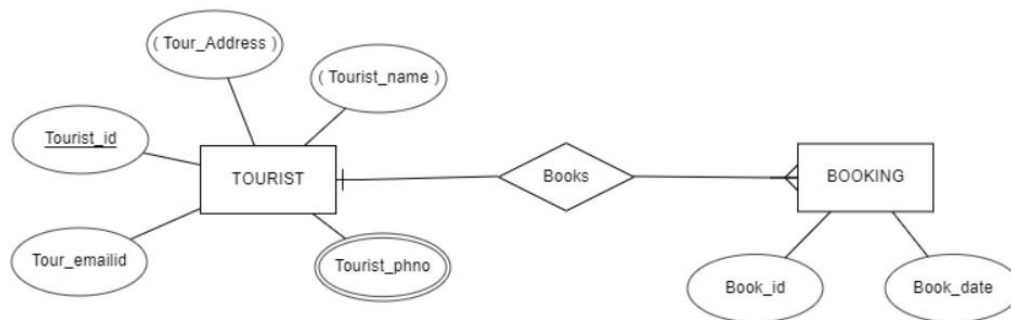 ( Tour_Address )
( Tourist_name )
Tourist_id
TOURIST
Books
BOOKING
Tour_emailid
Tourist_phno
Book_id
Book_date